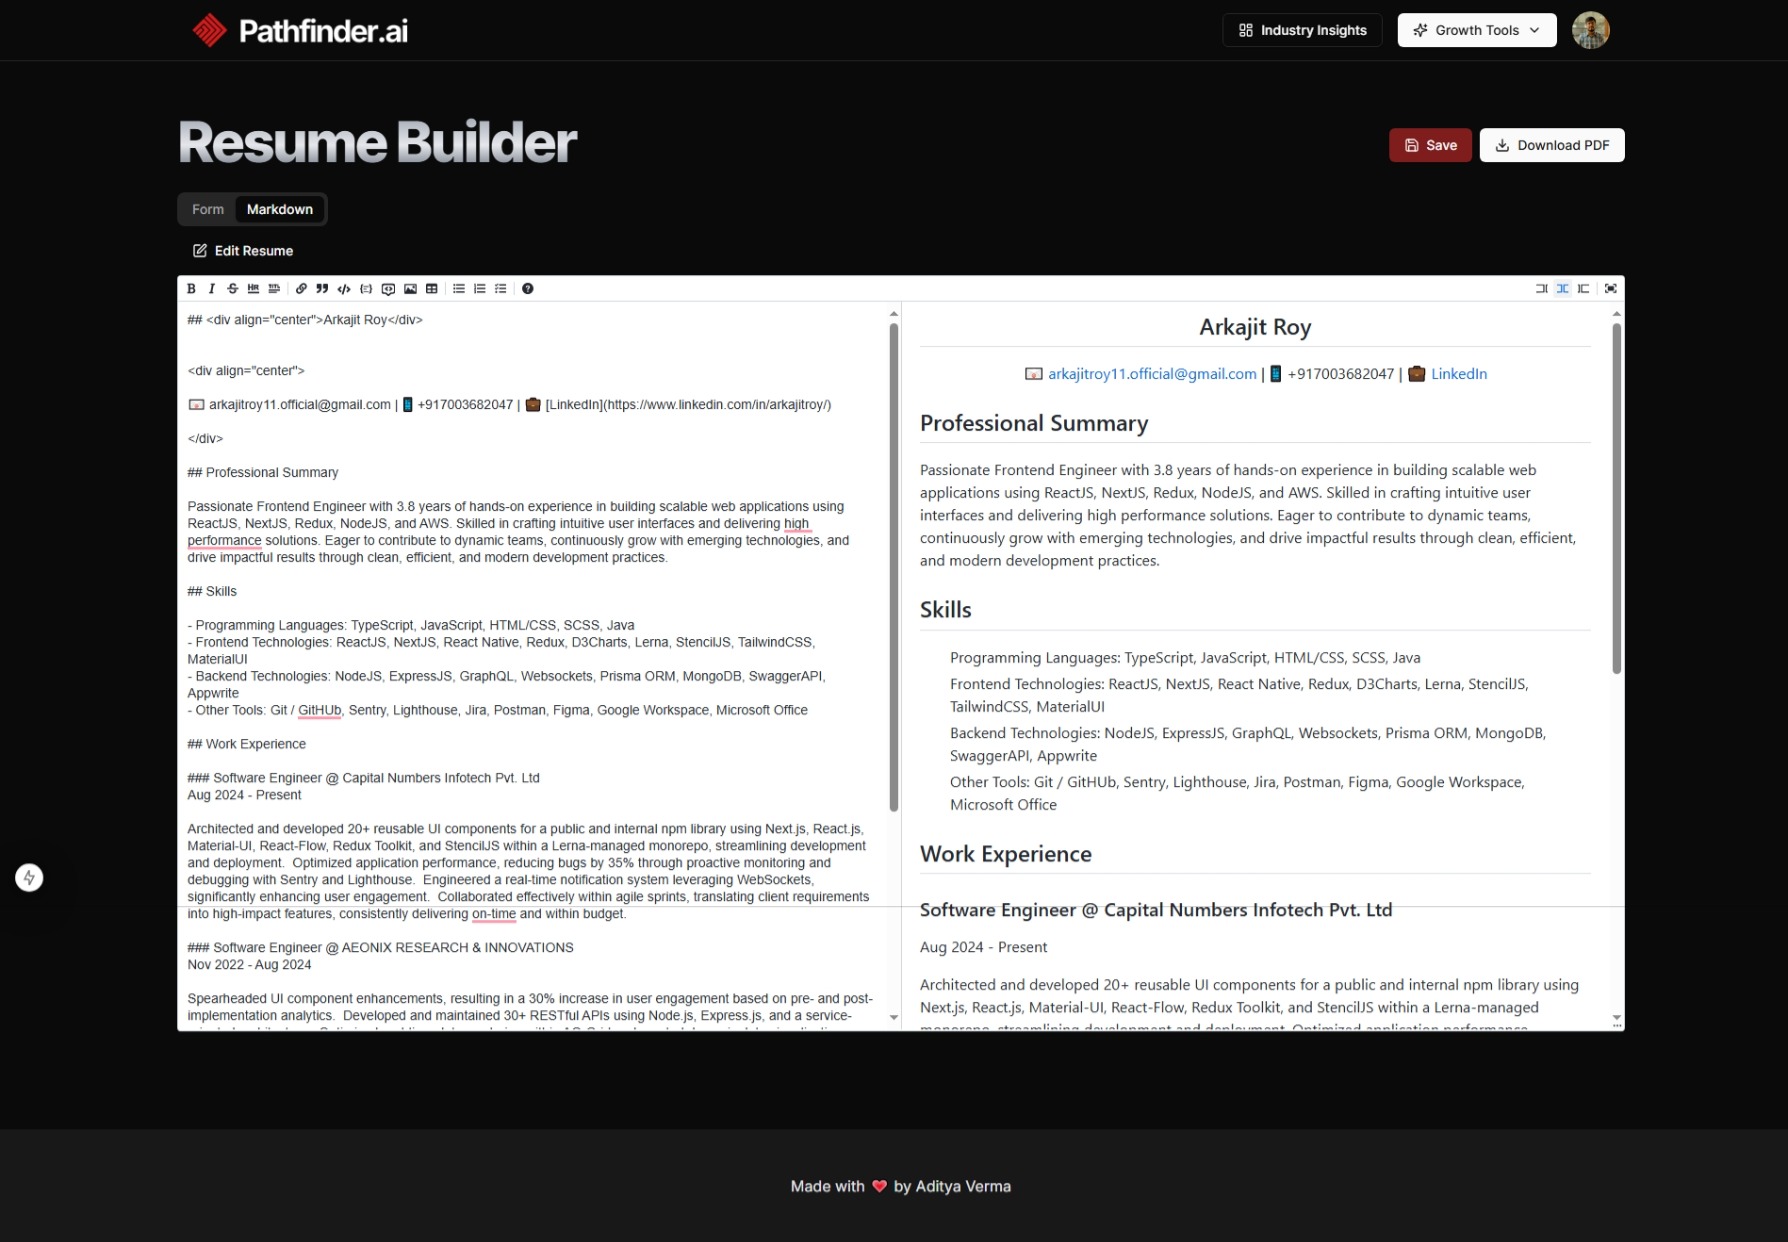 Pathfinder.ai
Industry Insights
Growth Tools
Resume Builder
Save
Download PDF
Form
Markdown
Edit Resume
## <div align="center">Arkajit Roy</div>
<div align="center">
📧 arkajitroy11.official@gmail.com | 📱 +917003682047 | 💼 [LinkedIn](https://www.linkedin.com/in/arkajitroy/)
</div>
## Professional Summary
Passionate Frontend Engineer with 3.8 years of hands-on experience in building scalable web applications using
ReactJS, NextJS, Redux, NodeJS, and AWS. Skilled in crafting intuitive user interfaces and delivering high
performance solutions. Eager to contribute to dynamic teams, continuously grow with emerging technologies, and
drive impactful results through clean, efficient, and modern development practices.
## Skills
- Programming Languages: TypeScript, JavaScript, HTML/CSS, SCSS, Java
- Frontend Technologies: ReactJS, NextJS, React Native, Redux, D3Charts, Lerna, StencilJS, TailwindCSS,
MaterialUI
- Backend Technologies: NodeJS, ExpressJS, GraphQL, Websockets, Prisma ORM, MongoDB, SwaggerAPI,
Appwrite
- Other Tools: Git / GitHUb, Sentry, Lighthouse, Jira, Postman, Figma, Google Workspace, Microsoft Office
## Work Experience
### Software Engineer @ Capital Numbers Infotech Pvt. Ltd
Aug 2024 - Present
Architected and developed 20+ reusable UI components for a public and internal npm library using Next.js, React.js,
Material-UI, React-Flow, Redux Toolkit, and StencilJS within a Lerna-managed monorepo, streamlining development
and deployment.  Optimized application performance, reducing bugs by 35% through proactive monitoring and
debugging with Sentry and Lighthouse.  Engineered a real-time notification system leveraging WebSockets,
significantly enhancing user engagement.  Collaborated effectively within agile sprints, translating client requirements
into high-impact features, consistently delivering on-time and within budget.
### Software Engineer @ AEONIX RESEARCH & INNOVATIONS
Nov 2022 - Aug 2024
Spearheaded UI component enhancements, resulting in a 30% increase in user engagement based on pre- and post-
implementation analytics.  Developed and maintained 30+ RESTful APIs using Node.js, Express.js, and a service-
Arkajit Roy
📧 arkajitroy11.official@gmail.com | 📱 +917003682047 | 💼 LinkedIn
Professional Summary
Passionate Frontend Engineer with 3.8 years of hands-on experience in building scalable web
applications using ReactJS, NextJS, Redux, NodeJS, and AWS. Skilled in crafting intuitive user
interfaces and delivering high performance solutions. Eager to contribute to dynamic teams,
continuously grow with emerging technologies, and drive impactful results through clean, efficient,
and modern development practices.
Skills
Programming Languages: TypeScript, JavaScript, HTML/CSS, SCSS, Java
Frontend Technologies: ReactJS, NextJS, React Native, Redux, D3Charts, Lerna, StencilJS,
TailwindCSS, MaterialUI
Backend Technologies: NodeJS, ExpressJS, GraphQL, Websockets, Prisma ORM, MongoDB,
SwaggerAPI, Appwrite
Other Tools: Git / GitHUb, Sentry, Lighthouse, Jira, Postman, Figma, Google Workspace,
Microsoft Office
Work Experience
Software Engineer @ Capital Numbers Infotech Pvt. Ltd
Aug 2024 - Present
Architected and developed 20+ reusable UI components for a public and internal npm library using
Next.js, React.js, Material-UI, React-Flow, Redux Toolkit, and StencilJS within a Lerna-managed
monorepo, streamlining development and deployment. Optimized application performance,
Made with ❤️ by Aditya Verma